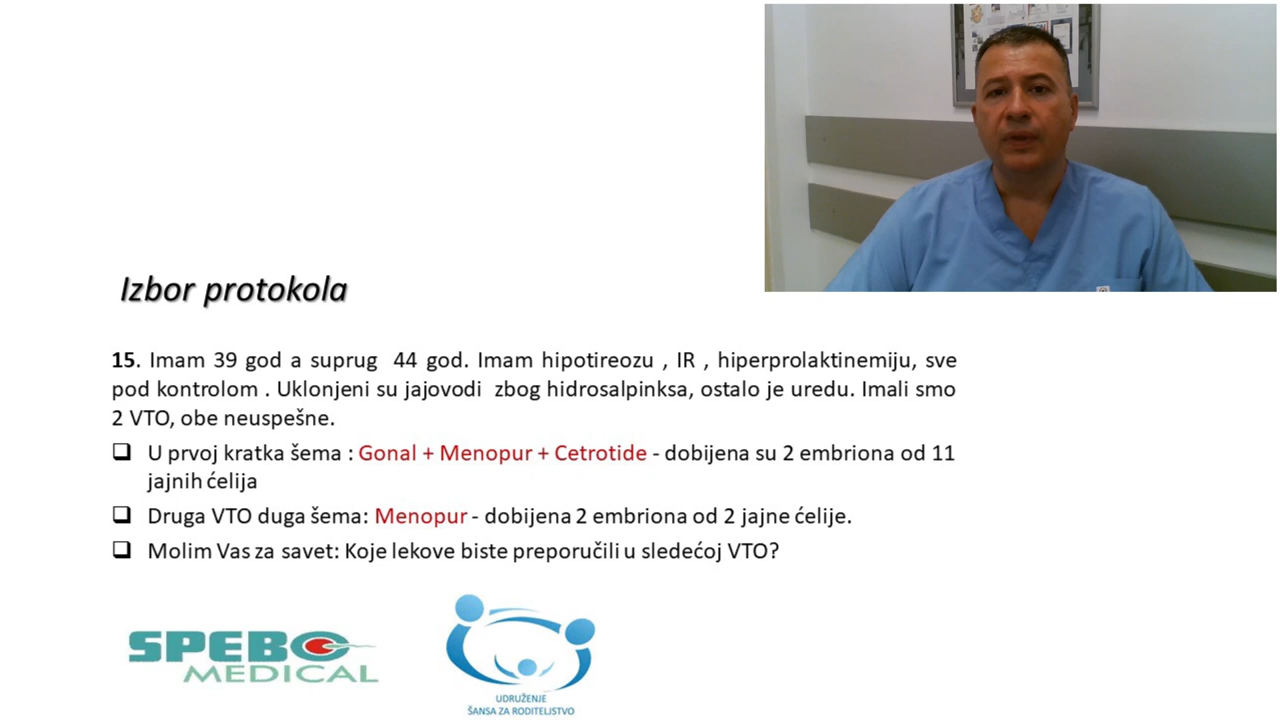 Izbor protokola
15. Imam 39 god a suprug 44 god. Imam hipotireozu , IR , hiperprolaktinemiju, sve
pod kontrolom . Uklonjeni su jajovodi zbog hidrosalpinksa, ostalo je uredu. Imali smo
2 VTO, obe neuspešne.
U prvoj kratka šema : Gonal + Menopur + Cetrotide - dobijena su 2 embriona od 11
jajnih ćelija
Druga VTO duga šema: Menopur - dobijena 2 embriona od 2 jajne ćelije.
Molim Vas za savet: Koje lekove biste preporučili u sledećoj VTO?
SPEBO
MEDICAL
UDRUŽENJE
ŠANSA ZA RODITELJSTVO